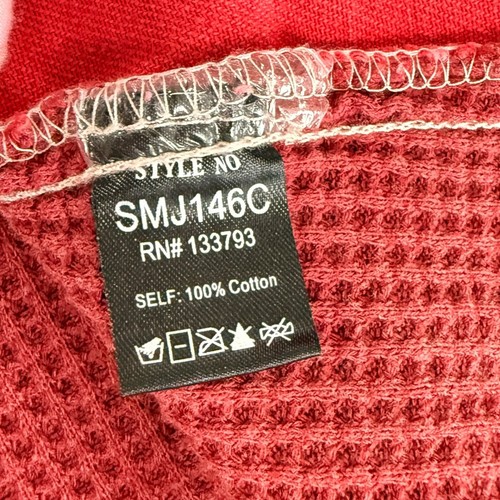 STYLE NO
SMJ146C
RN# 133793
SELF: 100% Cotton